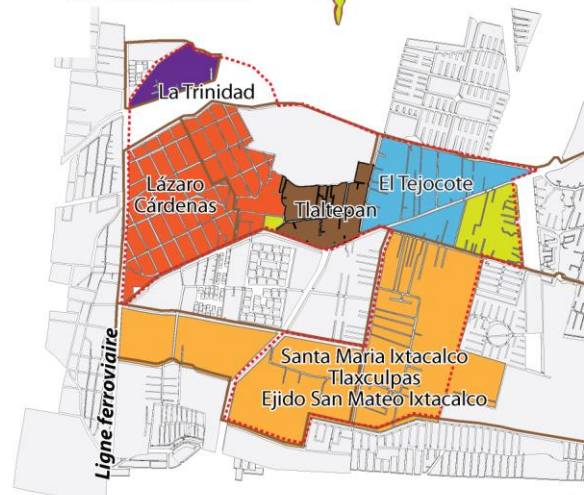 La Trinidad
Lázaro
Cárdenas
Tlaltepan
El Tejocote
Santa Maria Ixtacalco
Tlaxculpas
Ejido San Mateo Ixtacalco
Ligne ferroviaire